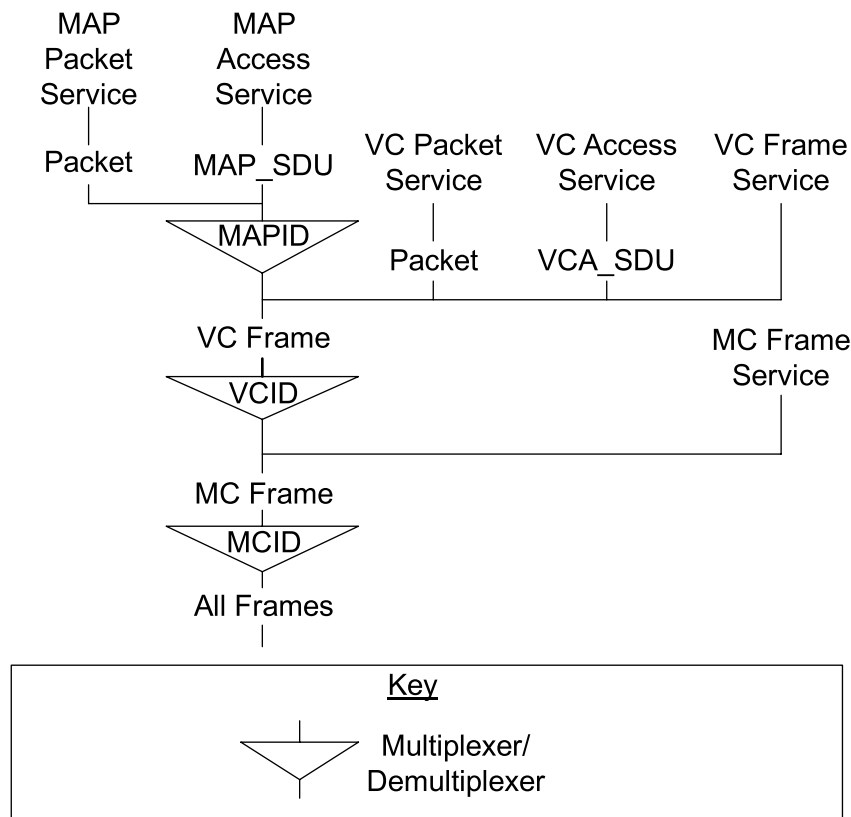 MAP
Packet
Service
MAP
Access
Service
Packet
MAP_SDU
VC Packet
Service
VC Access
Service
VC Frame
Service
MAPID
Packet
VCA_SDU
VC Frame
MC Frame
Service
VCID
MC Frame
MCID
All Frames
Key
Multiplexer/
Demultiplexer